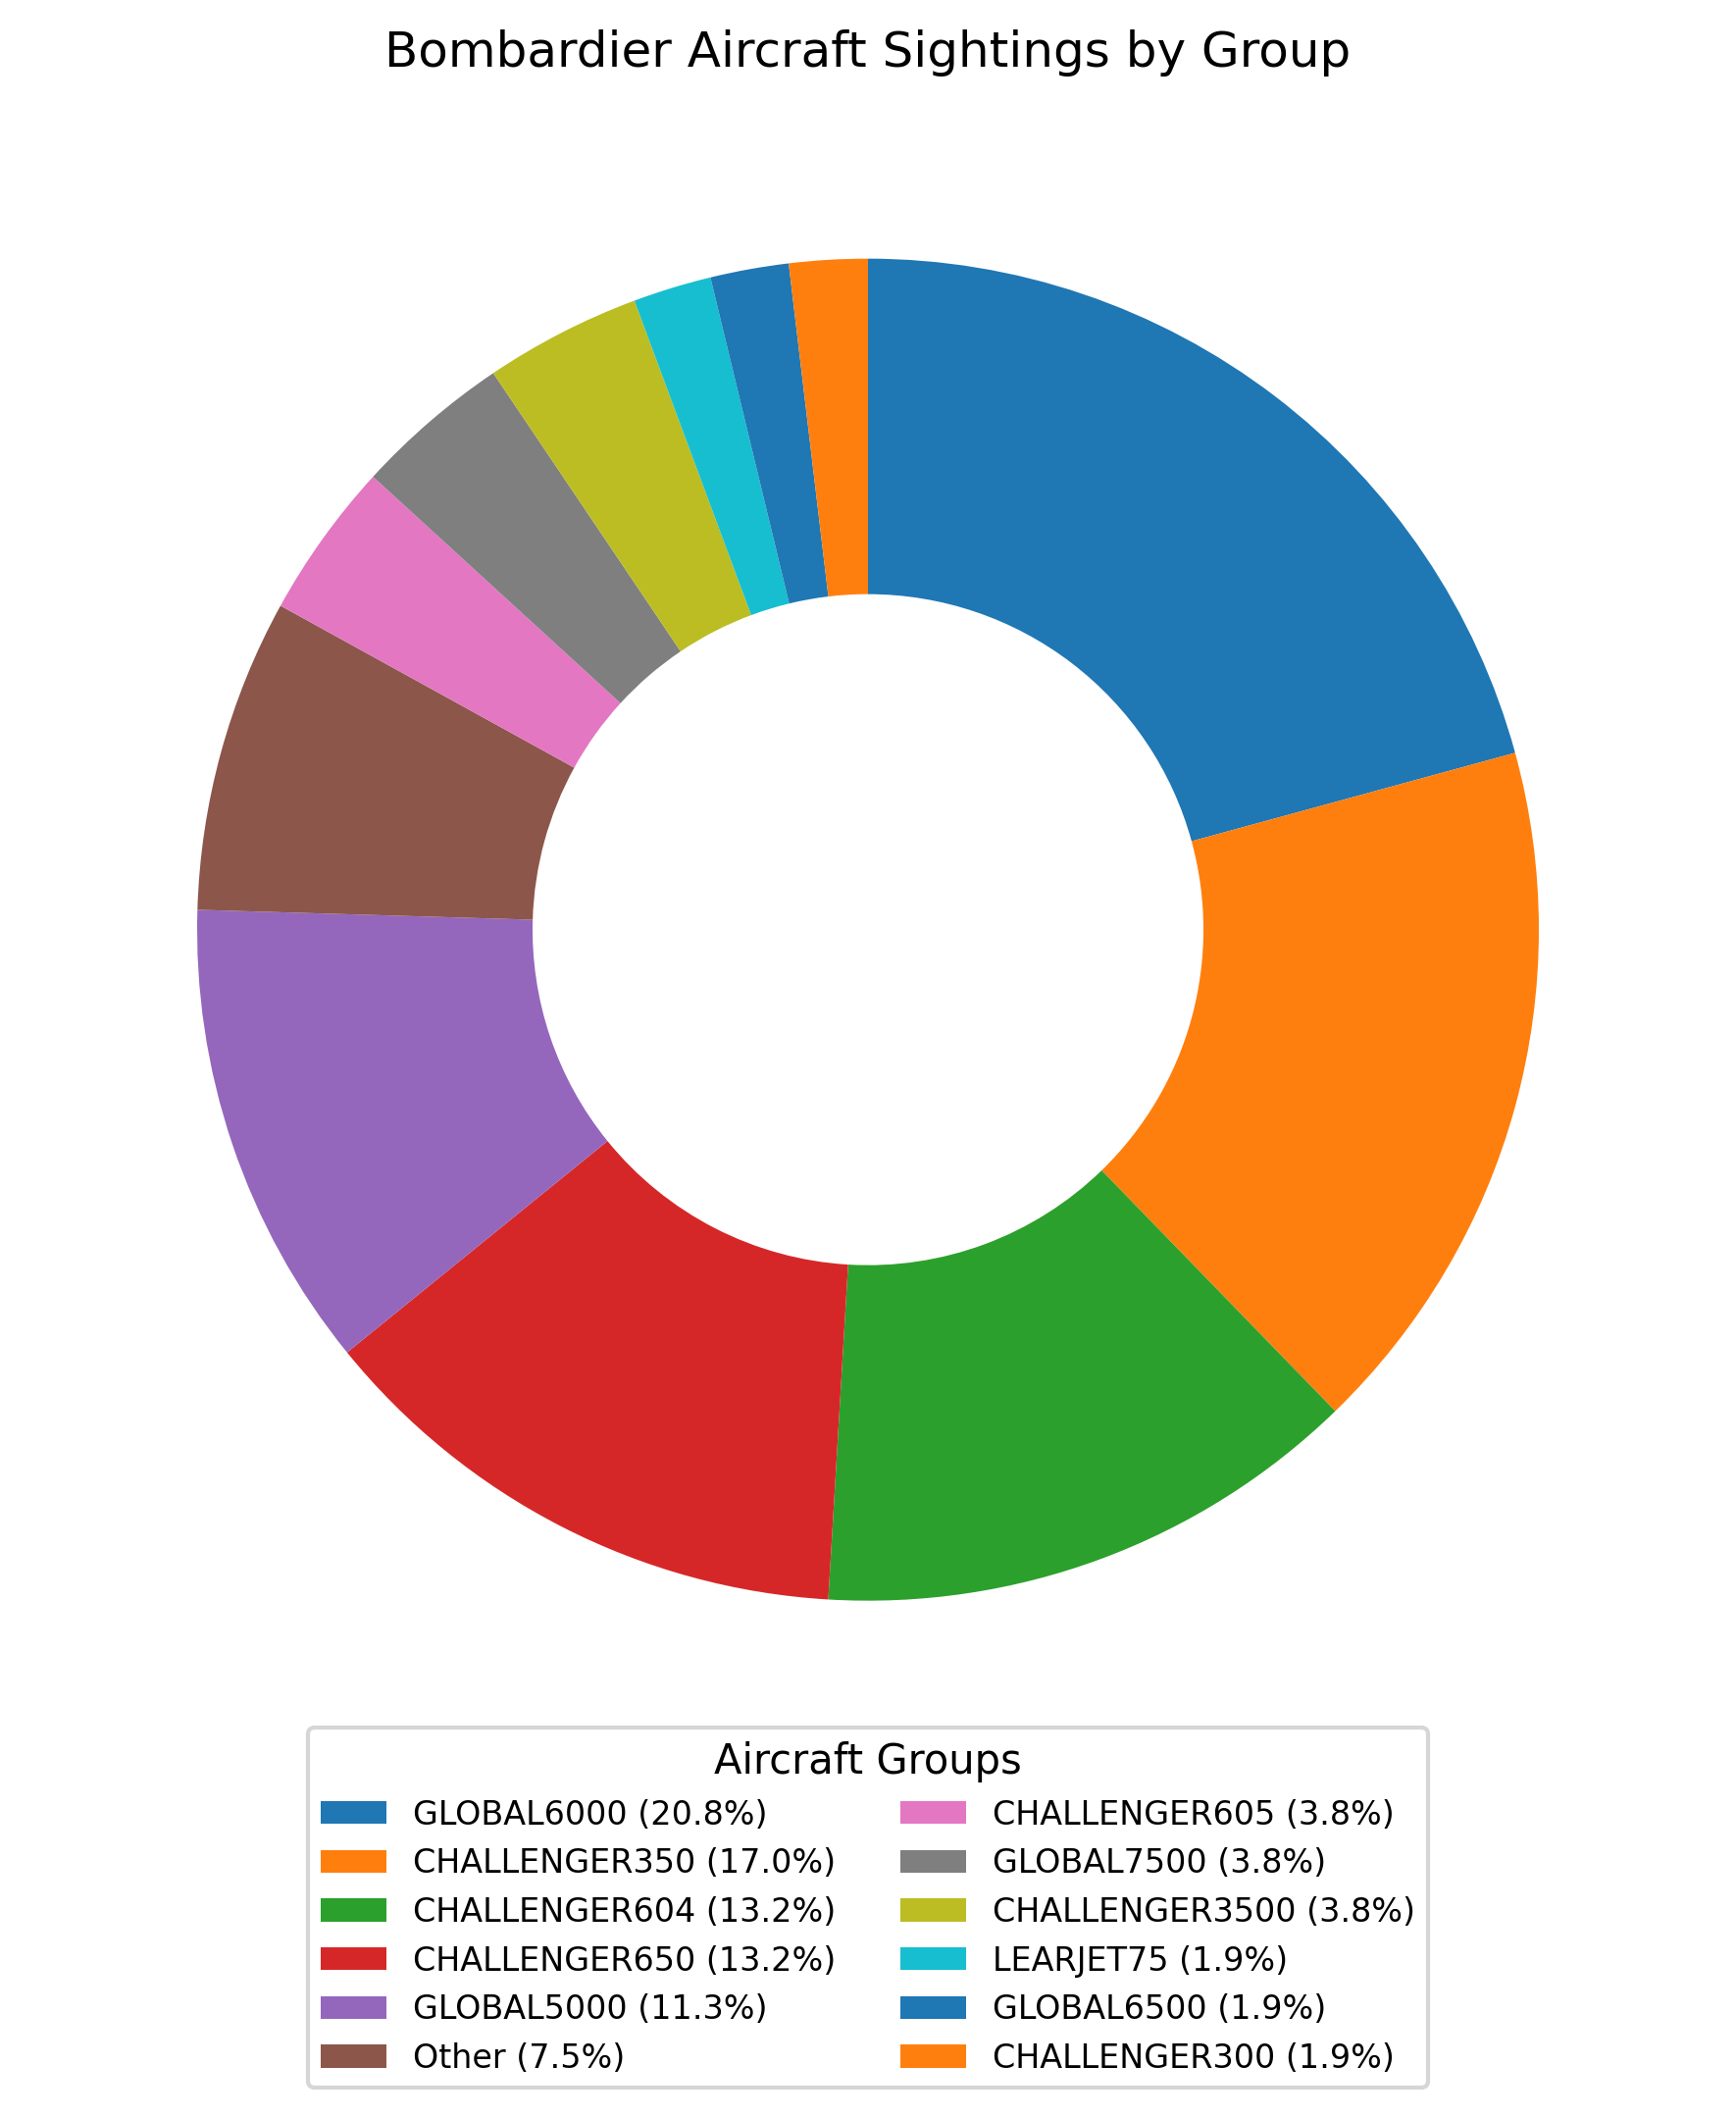 Bombardier Aircraft Sightings by Group
Aircraft Groups
GLOBAL6000 (20.8%)
CHALLENGER350 (17.0%)
CHALLENGER604 (13.2%)
CHALLENGER650 (13.2%)
GLOBAL5000 (11.3%)
Other (7.5%)
CHALLENGER605 (3.8%)
GLOBAL7500 (3.8%)
CHALLENGER3500 (3.8%)
LEARJET75 (1.9%)
GLOBAL6500 (1.9%)
CHALLENGER300 (1.9%)